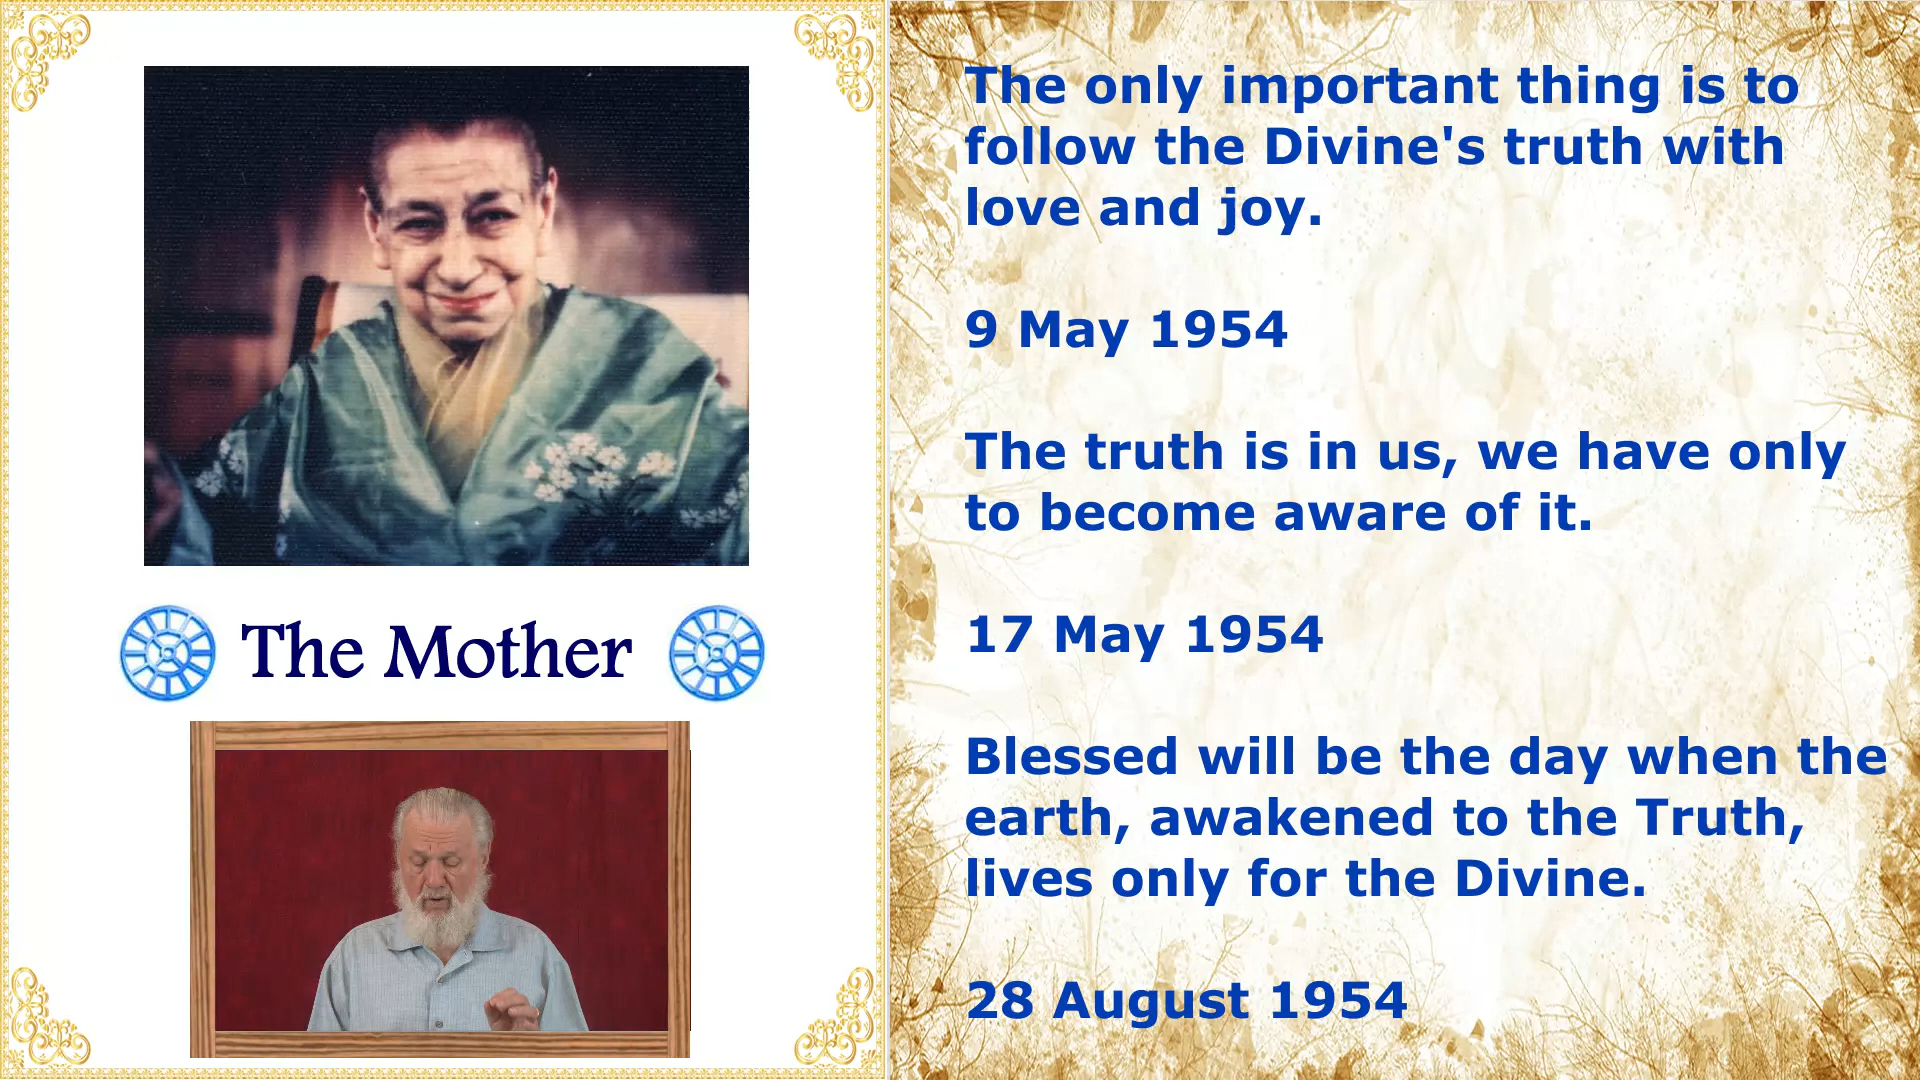 The Mother
The only important thing is to
follow the Divine's truth with
love and joy.
9 May 1954
The truth is in us, we have only
to become aware of it.
17 May 1954
Blessed will be the day when the
earth, awakened to the Truth,
lives only for the Divine.
28 August 1954